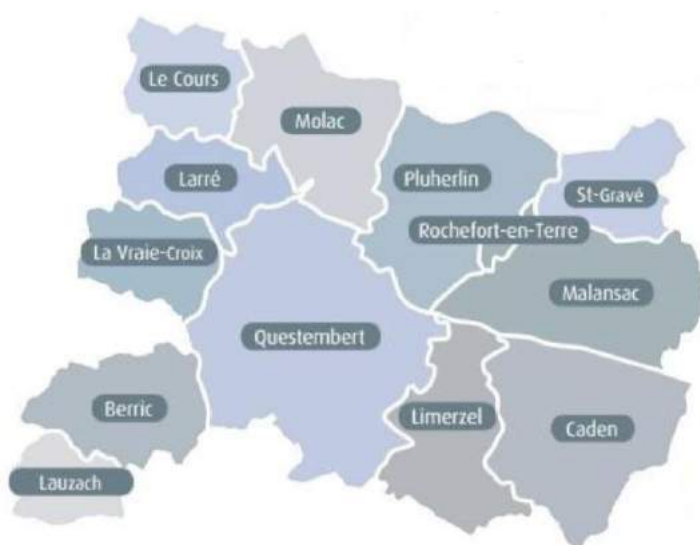 Le Cours
Molac
Larré
Pluherlin
St-Gravé
Rochefort-en-Terre
La Vraie-Croix
Malansac
Questembert
Berric
Limerzel
Caden
Lauzach